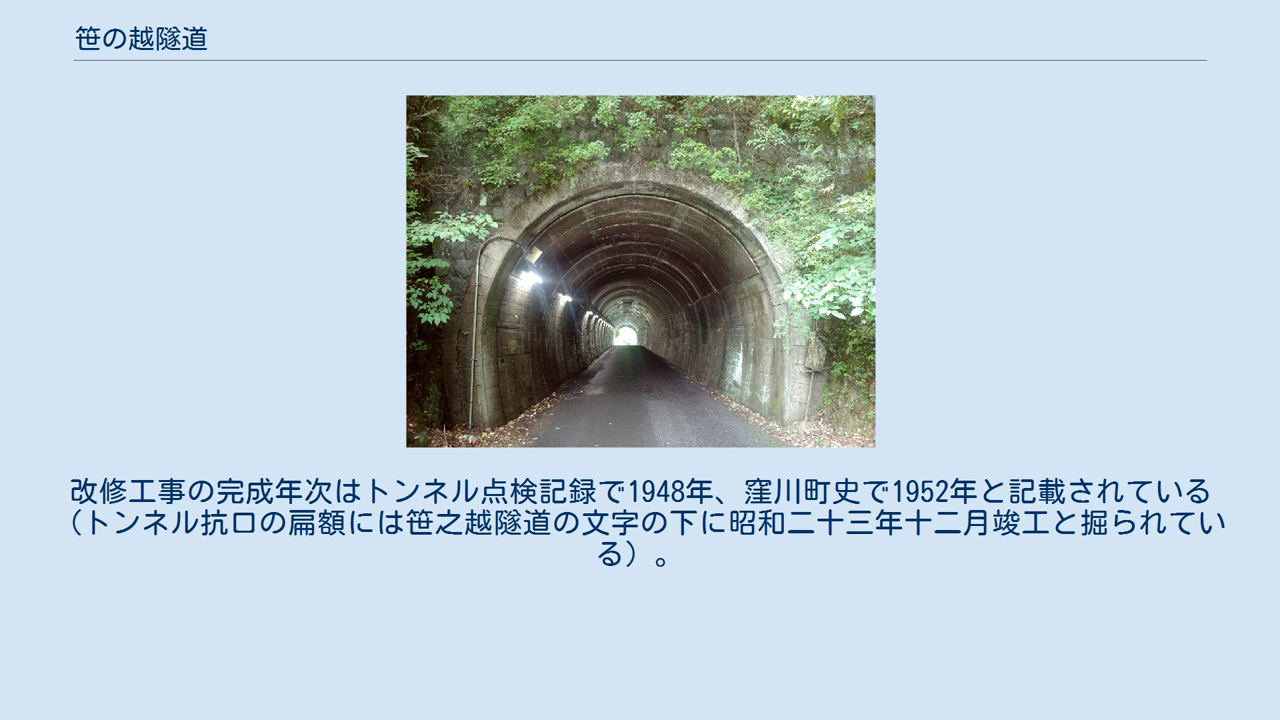 笹の越隧道
改修工事の完成年次はトンネル点検記録で1948年、窪川町史で1952年と記載されている
（トンネル抗口の扁額には笹之越隧道の文字の下に昭和二十三年十二月竣工と掘られてい
る）。